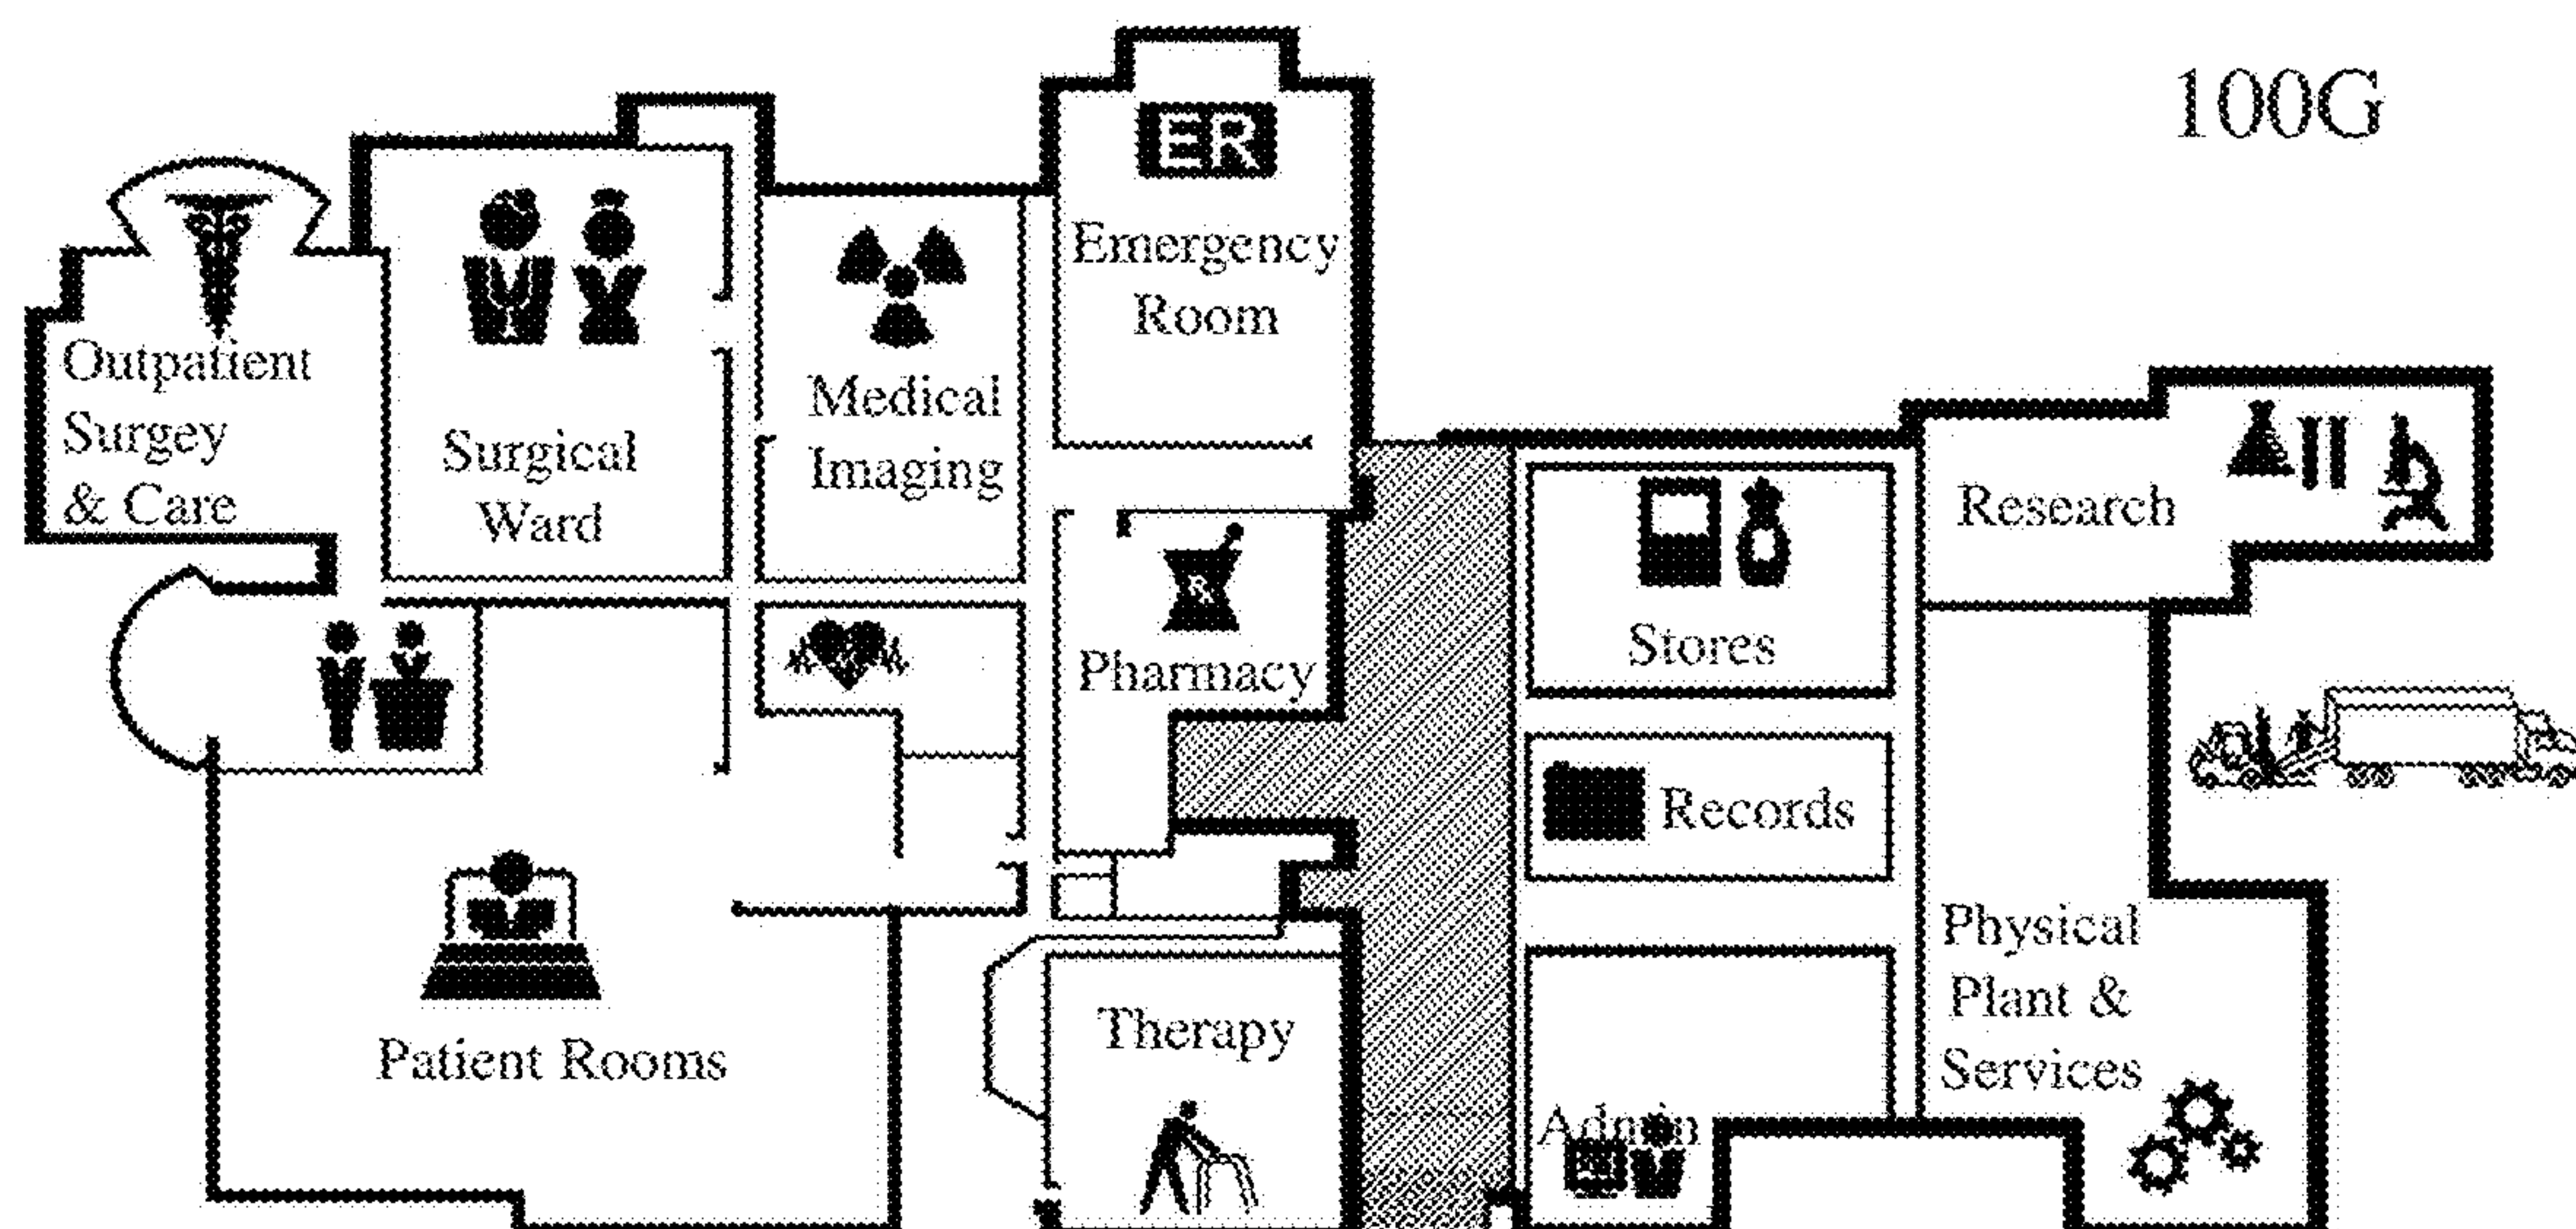 100G
ER
Emergency
Room
Outpatient
Surgey
& Care
Surgical
Ward
Medical
Imaging
Research
Stores
Rx
Pharmacy
Records
Physical
Plant &
Services
Patient Rooms
Therapy
Admin